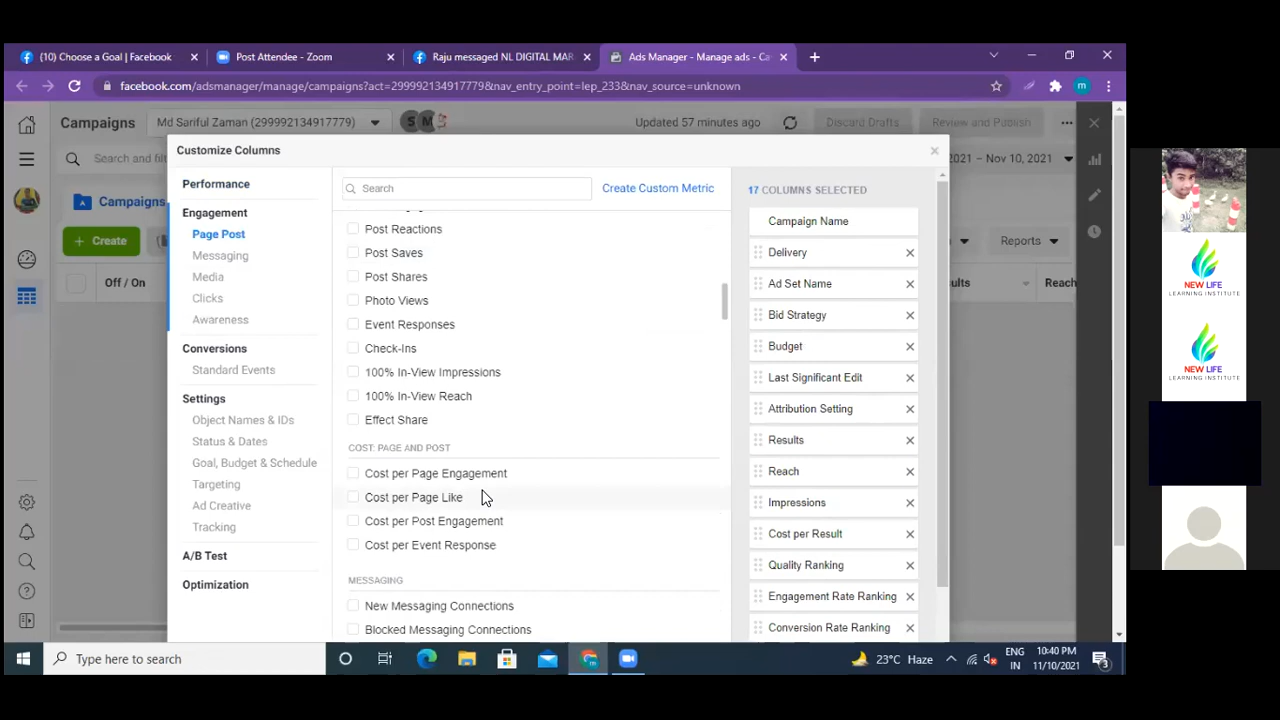 (10) Choose a Goal | Facebook
Post Attendee - Zoom
Raju messaged NL DIGITAL MAR
Ads Manager - Manage ads - Ca
facebook.com/adsmanager/manage/campaigns?act=299992134917779&nav_entry_point=lep_233&nav_source=unknown
m
Campaigns
Md Sariful Zaman (299992134917779)
Updated 57 minutes ago
Discard Drafts
Review and Publish
Search and filt
2021 – Nov 10, 2021
Campaigns
+ Create
Reports
Off / On
sults
Reach
Customize Columns
Performance
Engagement
Page Post
Messaging
Media
Clicks
Awareness
Conversions
Standard Events
Settings
Object Names & IDs
Status & Dates
Goal, Budget & Schedule
Targeting
Ad Creative
Tracking
A/B Test
Optimization
Search
Create Custom Metric
Post Reactions
Post Saves
Post Shares
Photo Views
Event Responses
Check-Ins
100% In-View Impressions
100% In-View Reach
Effect Share
COST: PAGE AND POST
Cost per Page Engagement
Cost per Page Like
Cost per Post Engagement
Cost per Event Response
MESSAGING
New Messaging Connections
Blocked Messaging Connections
17 COLUMNS SELECTED
Campaign Name
Delivery
Ad Set Name
Bid Strategy
Budget
Last Significant Edit
Attribution Setting
Results
Reach
Impressions
Cost per Result
Quality Ranking
Engagement Rate Ranking
Conversion Rate Ranking
NEW LIFE
LEARNING INSTITUTE
NEW LIFE
LEARNING INSTITUTE
Type here to search
23°C Haze
ENG
IN
10:40 PM
11/10/2021
3